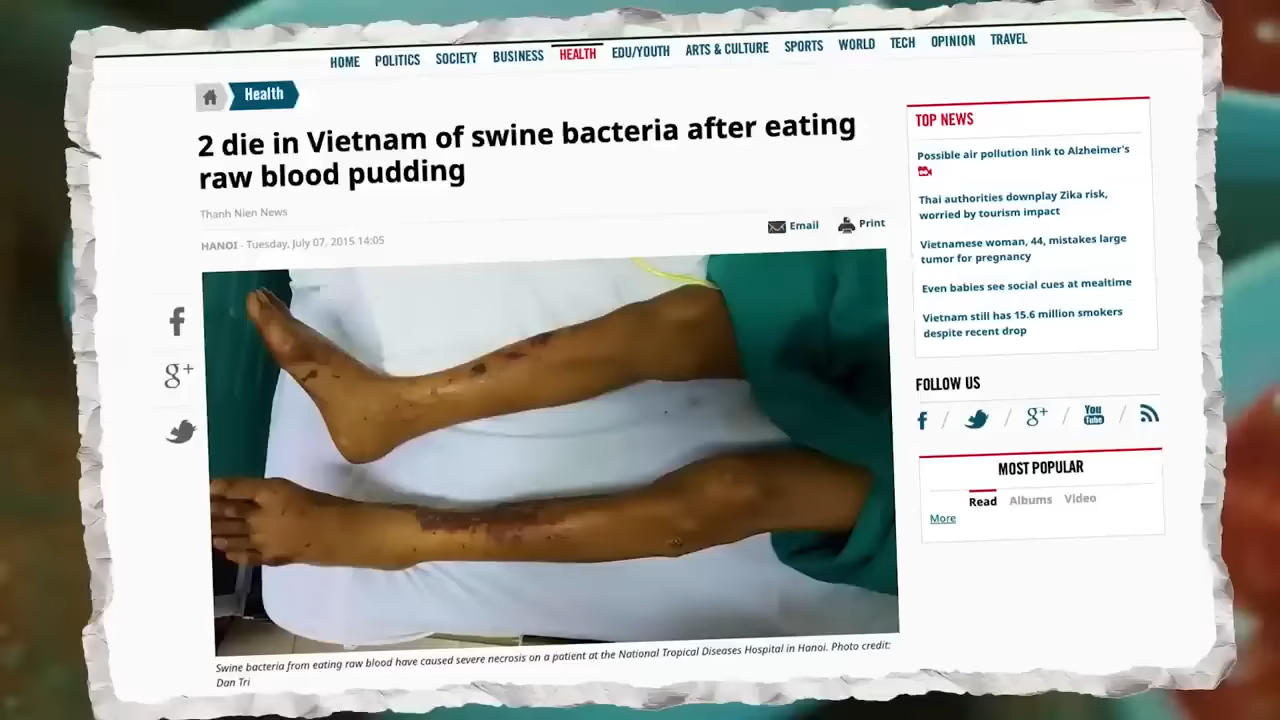 HOME POLITICS SOCIETY BUSINESS HEALTH EDU/YOUTH ARTS & CULTURE SPORTS WORLD TECH OPINION TRAVEL
Health
2 die in Vietnam of swine bacteria after eating
raw blood pudding
Thanh Nien News
Email Print
HANOI - Tuesday, July 07, 2015 14:05
f
g+
Swine bacteria from eating raw blood have caused severe necrosis on a patient at the National Tropical Diseases Hospital in Hanoi. Photo credit:
Dan Tri
TOP NEWS
Possible air pollution link to Alzheimer's
Thai authorities downplay Zika risk,
worried by tourism impact
Vietnamese woman, 44, mistakes large
tumor for pregnancy
Even babies see social cues at mealtime
Vietnam still has 15.6 million smokers
despite recent drop
FOLLOW US
f / / g+ / You Tube /
MOST POPULAR
Read Albums Video
More